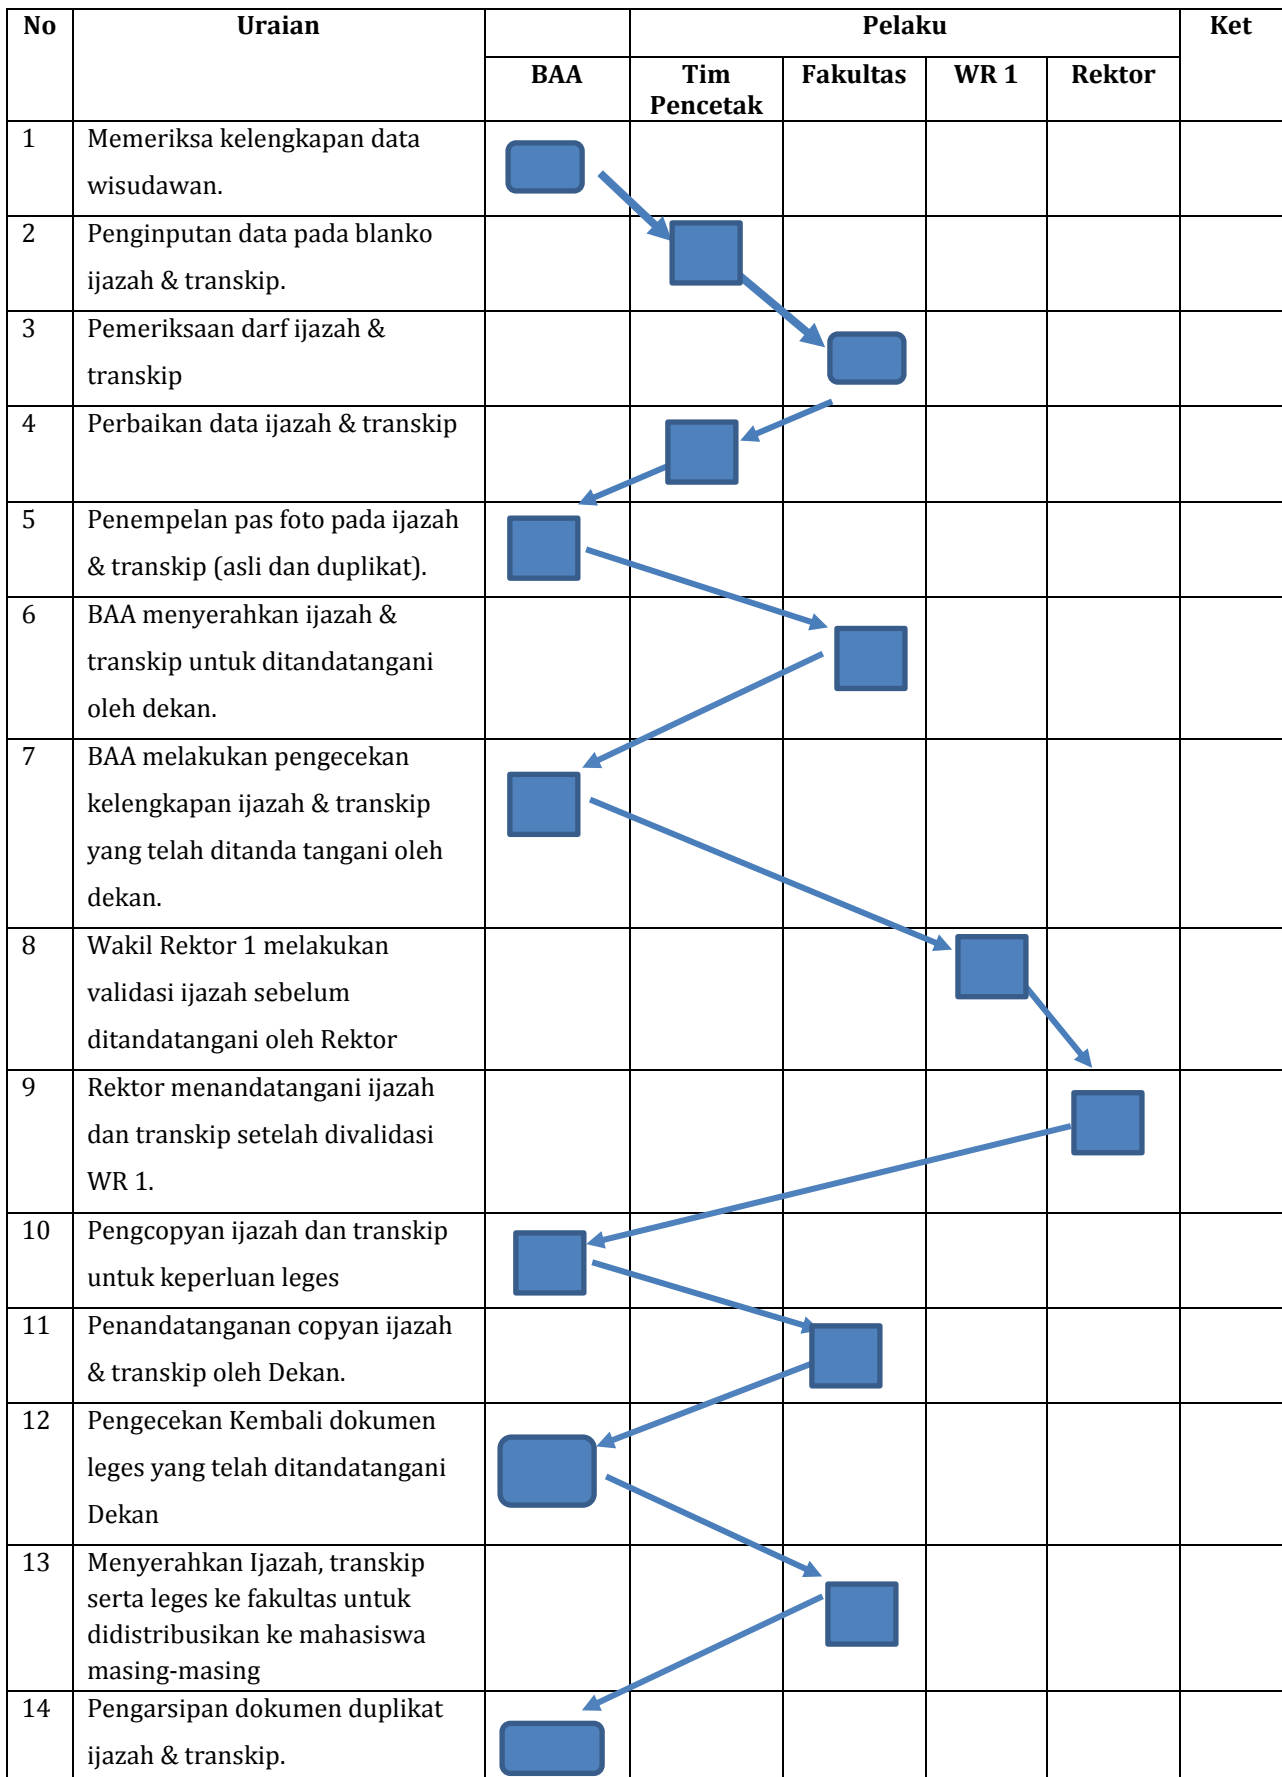 No Uraian Pelaku Ket
BAA Tim Pencetak Fakultas WR 1 Rektor
1 Memeriksa kelengkapan data
wisudawan.
2 Penginputan data pada blanko
ijazah & transkip.
3 Pemeriksaan darf ijazah &
transkip
4 Perbaikan data ijazah & transkip
5 Penempelan pas foto pada ijazah
& transkip (asli dan duplikat).
6 BAA menyerahkan ijazah &
transkip untuk ditandatangani
oleh dekan.
7 BAA melakukan pengecekan
kelengkapan ijazah & transkip
yang telah ditanda tangani oleh
dekan.
8 Wakil Rektor 1 melakukan
validasi ijazah sebelum
ditandatangani oleh Rektor
9 Rektor menandatangani ijazah
dan transkip setelah divalidasi
WR 1.
10 Pengcopyan ijazah dan transkip
untuk keperluan leges
11 Penandatanganan copyan ijazah
& transkip oleh Dekan.
12 Pengecekan Kembali dokumen
leges yang telah ditandatangani
Dekan
13 Menyerahkan Ijazah, transkip
serta leges ke fakultas untuk
didistribusikan ke mahasiswa
masing-masing
14 Pengarsipan dokumen duplikat
ijazah & transkip.